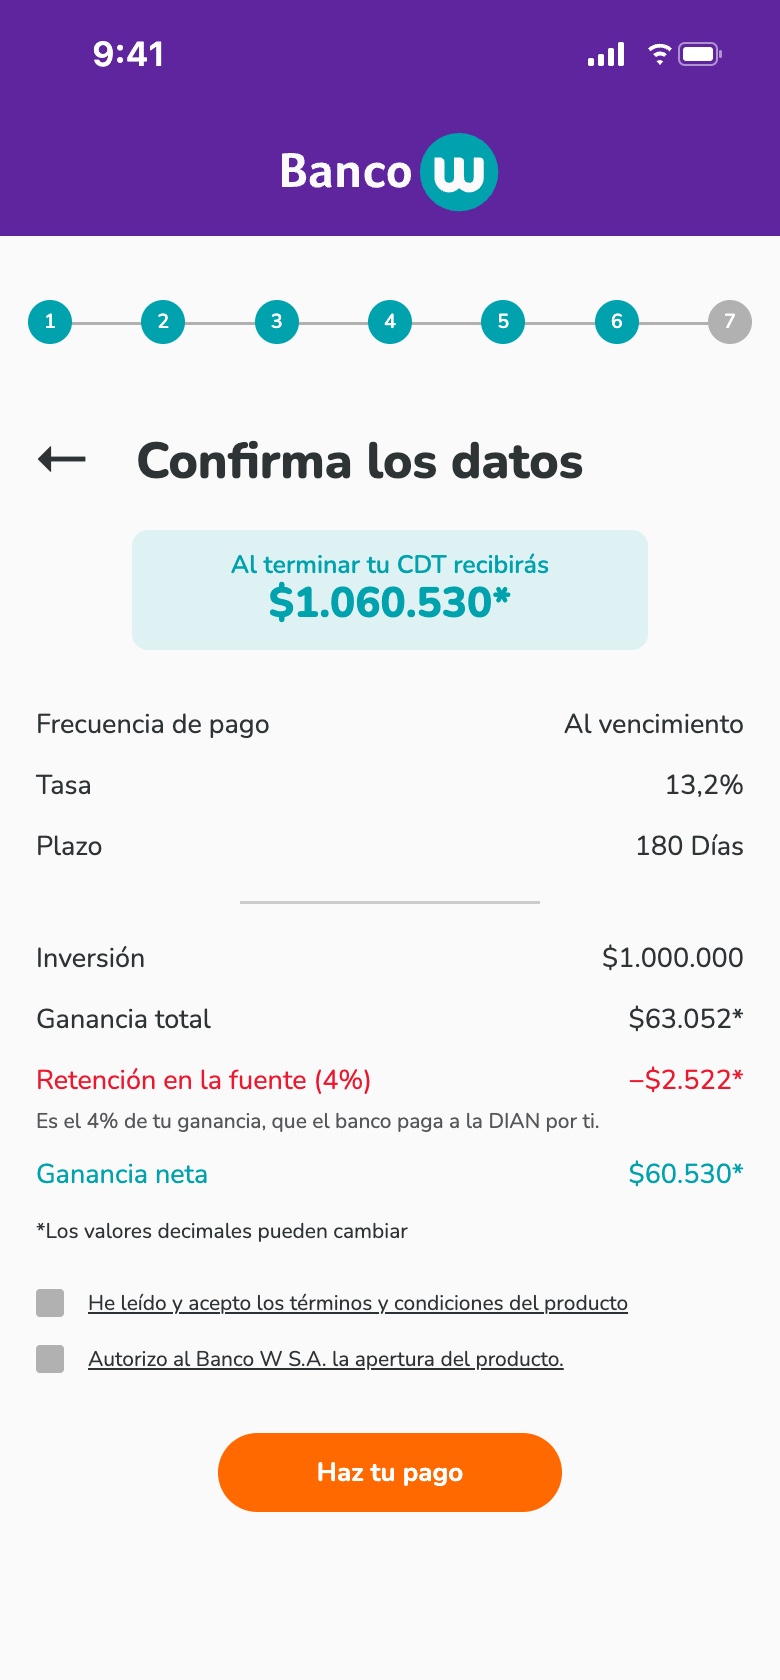 9:41
Banco W
1 2 3 4 5 6 7
Confirma los datos
Al terminar tu CDT recibirás
$1.060.530*
Frecuencia de pago Al vencimiento
Tasa 13,2%
Plazo 180 Días
Inversión $1.000.000
Ganancia total $63.052*
Retención en la fuente (4%) –$2.522*
Es el 4% de tu ganancia, que el banco paga a la DIAN por ti.
Ganancia neta $60.530*
*Los valores decimales pueden cambiar
He leído y acepto los términos y condiciones del producto
Autorizo al Banco W S.A. la apertura del producto.
Haz tu pago